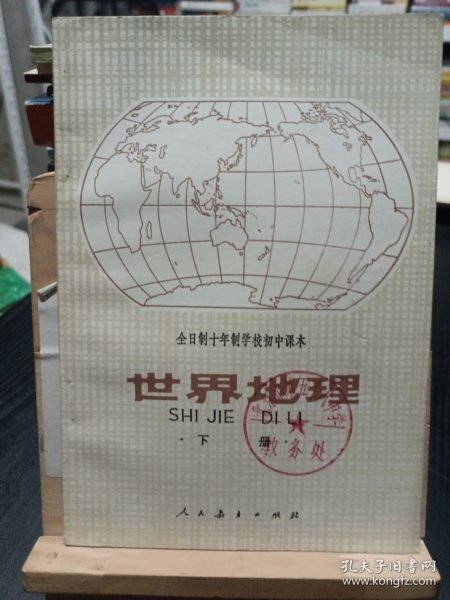 全日制十年制学校初中课本
世界地理
SHI JIE DI LI
·下册·
教务处
人民教育出版社
孔夫子旧书网
www.kongfz.com